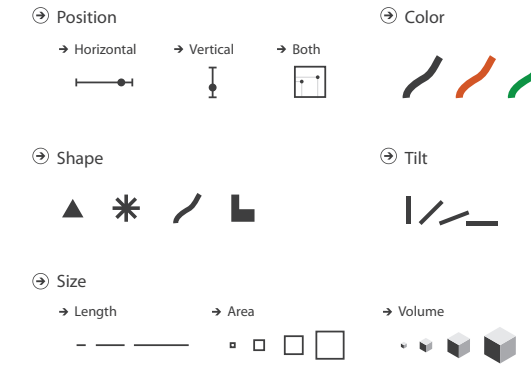 Position
Horizontal
Vertical
Both
Color
Shape
Tilt
Size
Length
Area
Volume